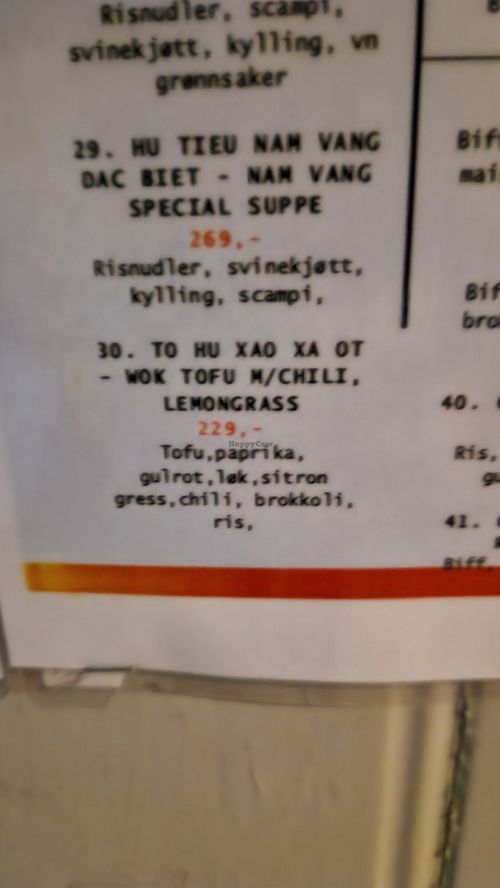 Risnudler, scampi,
svinekjøtt, kylling, vn
grønnsaker
29. HU TIEU NAM VANG
DAC BIET - NAM VANG
SPECIAL SUPPE
269,-
Risnudler, svinekjøtt,
kylling, scampi,
30. TO HU XAO XA OT
- WOK TOFU M/CHILI,
LEMONGRASS
229,-
HappyCow
Tofu,paprika,
gulrot,løk,sitron
gress,chili, brokkoli,
ris,
Bif
mai
Bif
bro
40.
Ris,
gu
41.
Biff,